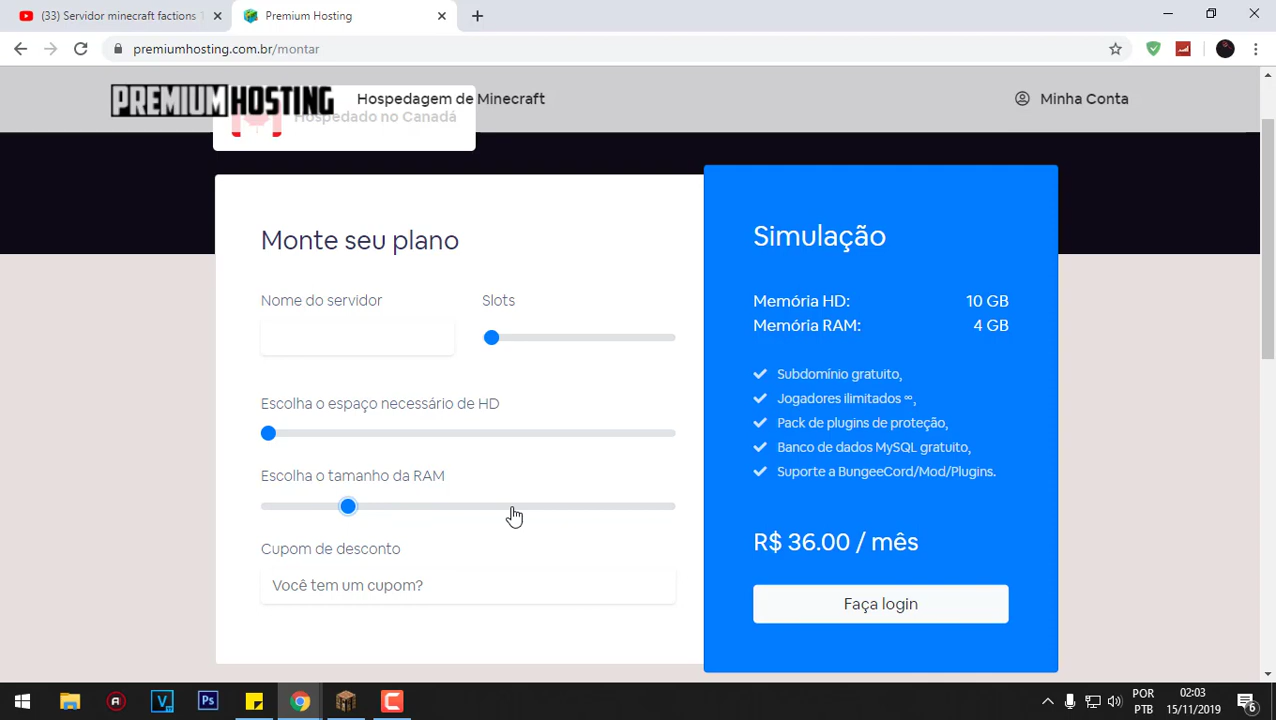 (33) Servidor minecraft factions T
Premium Hosting
premiumhosting.com.br/montar
PREMIUMHOSTING
Hospedagem de Minecraft
Minha Conta
Hospedado no Canadá
Monte seu plano
Nome do servidor
Slots
Escolha o espaço necessário de HD
Escolha o tamanho da RAM
Cupom de desconto
Você tem um cupom?
Simulação
Memória HD: 10 GB
Memória RAM: 4 GB
Subdomínio gratuito,
Jogadores ilimitados ∞,
Pack de plugins de proteção,
Banco de dados MySQL gratuito,
Suporte a BungeeCord/Mod/Plugins.
R$ 36.00 / mês
Faça login
Ps
POR
PTB
02:03
15/11/2019
6